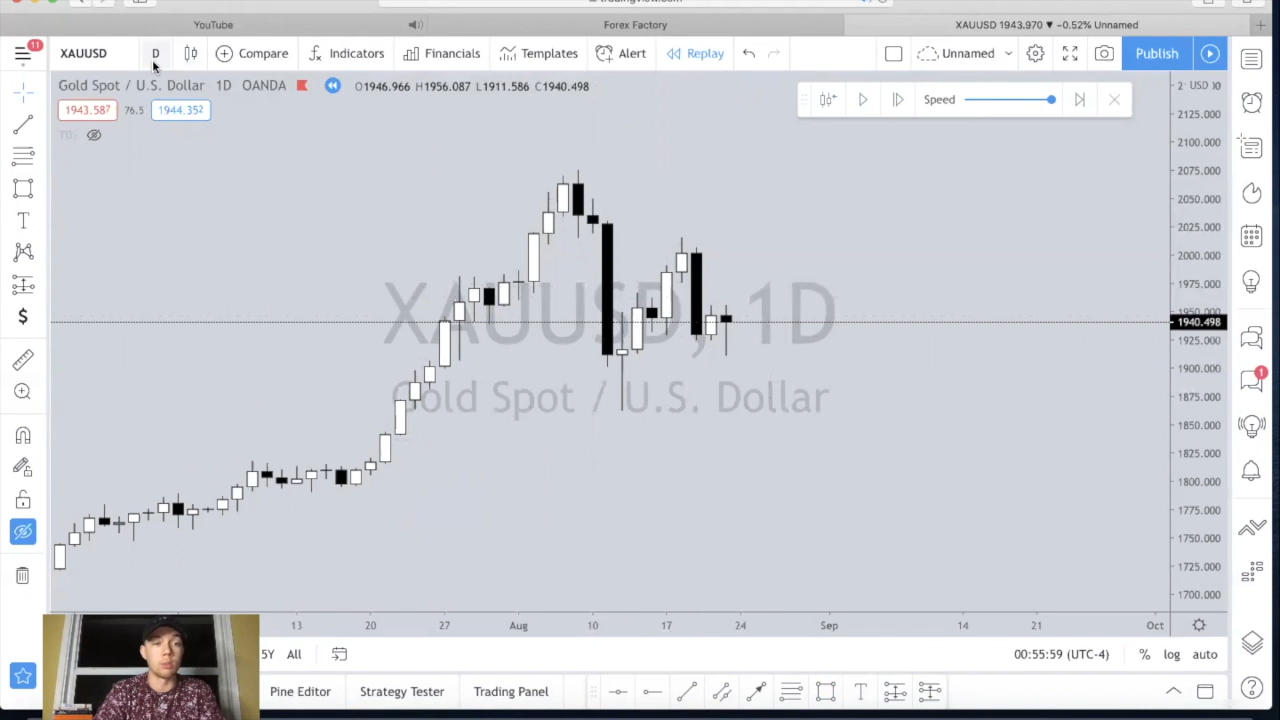 YouTube
Forex Factory
XAUUSD 1943.970 ▼ −0.52% Unnamed
11
XAUUSD
D
Compare
Indicators
Financials
Templates
Alert
Replay
Unnamed
Publish
Gold Spot / U.S. Dollar 1D OANDA
O1946.966 H1956.087 L1911.586 C1940.498
1943.587
76.5
1944.352
Speed
USD
2125.000
2100.000
2075.000
2050.000
2025.000
2000.000
1975.000
1950.000
1940.498
1925.000
1900.000
1875.000
1850.000
1825.000
1800.000
1775.000
1750.000
1725.000
1700.000
XAUUSD, 1D
Gold Spot / U.S. Dollar
T
$
1
13
20
27
Aug
10
17
24
Sep
14
21
Oct
5Y
All
00:55:59 (UTC-4)
%
log
auto
Pine Editor
Strategy Tester
Trading Panel
T